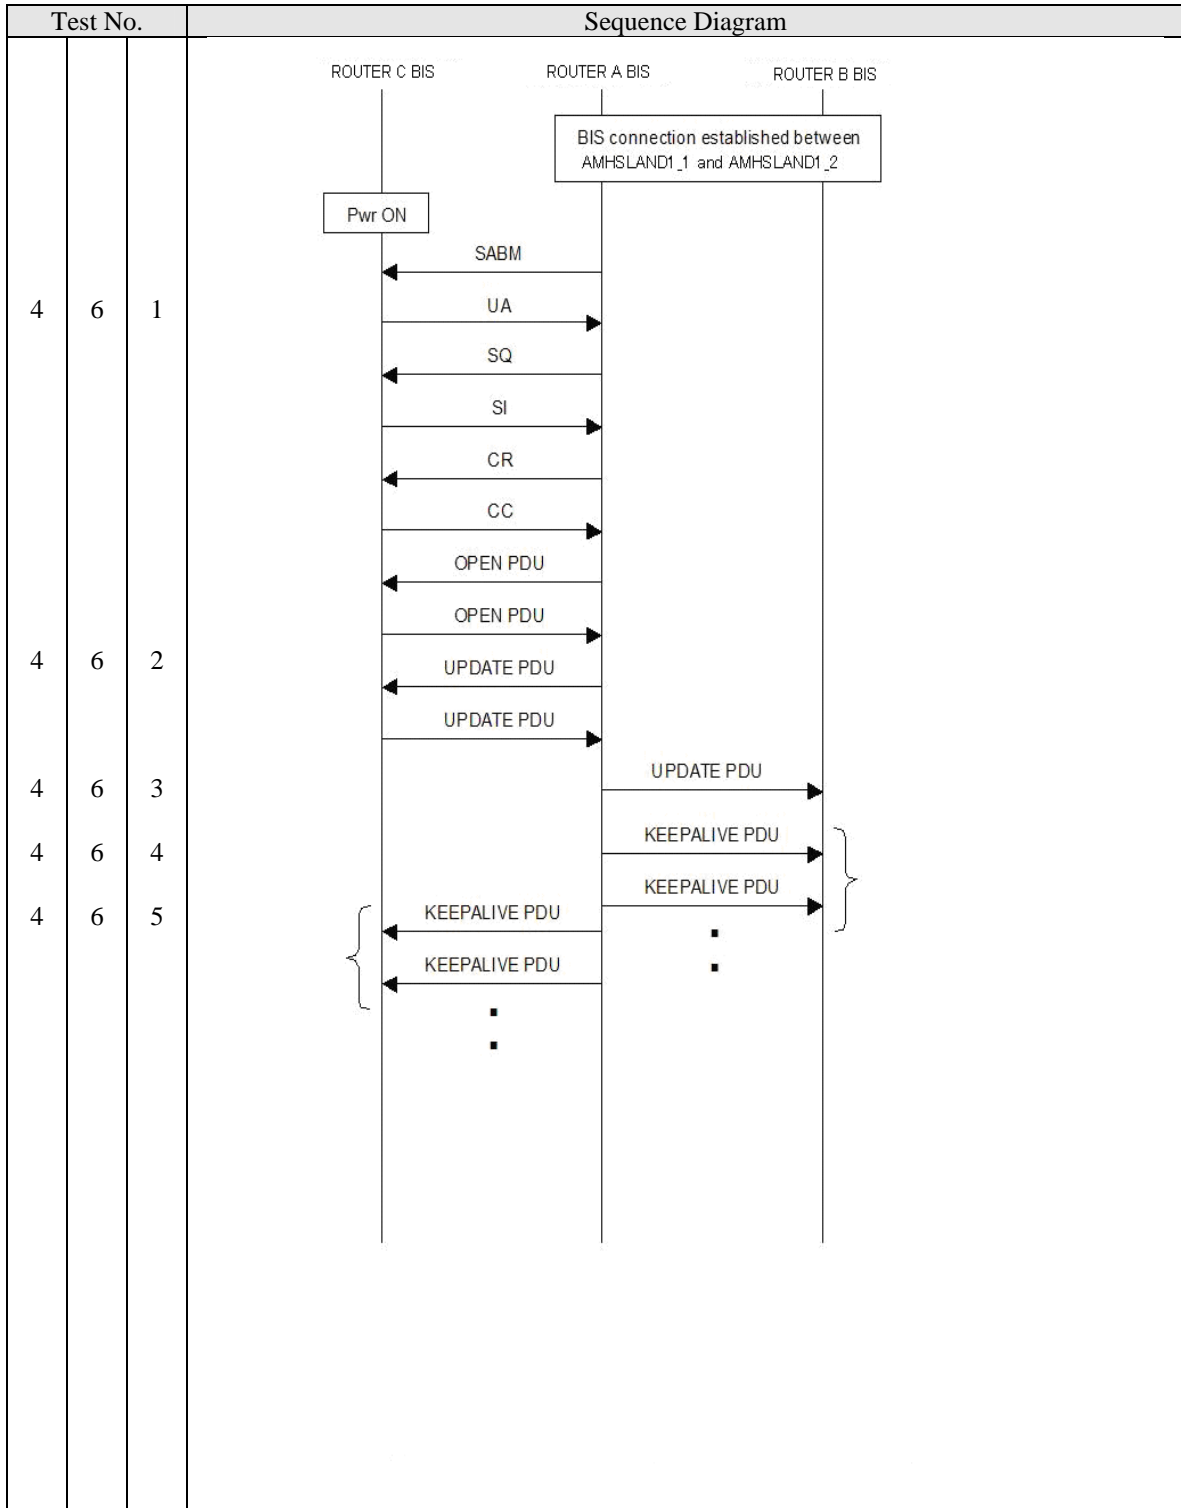 Test No. Sequence Diagram
ROUTER C BIS ROUTER A BIS ROUTER B BIS
BIS connection established between
AMHSLAND1_1 and AMHSLAND1_2
Pwr ON
SABM
4 6 1 UA
SQ
SI
CR
CC
OPEN PDU
OPEN PDU
4 6 2 UPDATE PDU
UPDATE PDU
UPDATE PDU
4 6 3
KEEPALIVE PDU
4 6 4
KEEPALIVE PDU
4 6 5 KEEPALIVE PDU
KEEPALIVE PDU